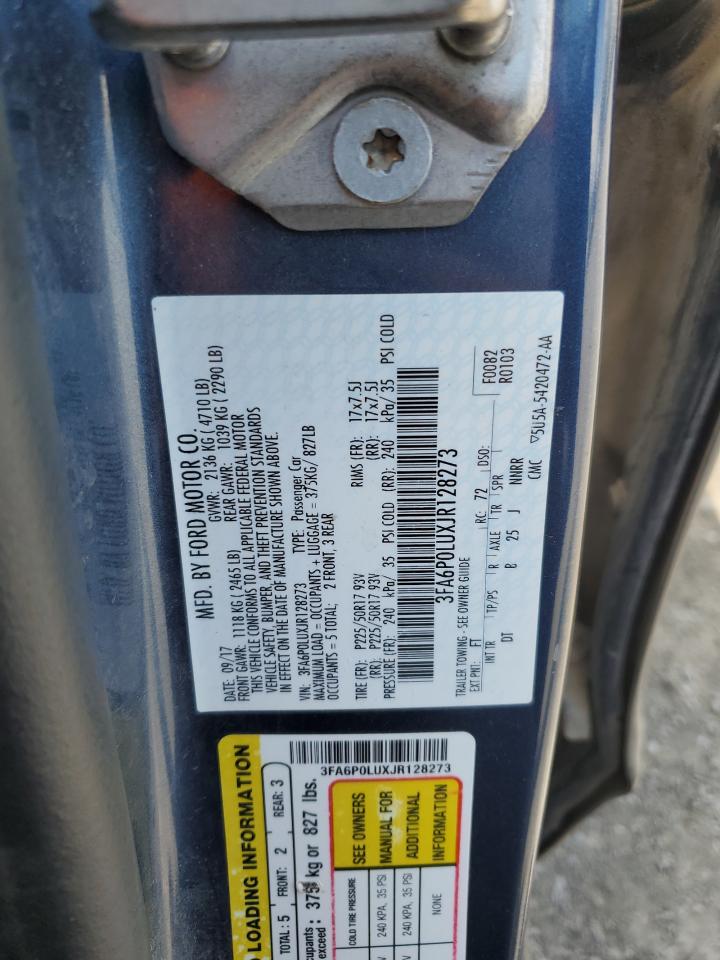 MFD. BY FORD MOTOR CO.
DATE: 09/17 GVWR: 2136 KG ( 4710 LB)
FRONT GAWR: 1118 KG ( 2465 LB) REAR GAWR: 1039 KG ( 2290 LB)
THIS VEHICLE CONFORMS TO ALL APPLICABLE FEDERAL MOTOR
VEHICLE SAFETY, BUMPER, AND THEFT PREVENTION STANDARDS
IN EFFECT ON THE DATE OF MANUFACTURE SHOWN ABOVE.
VIN: 3FA6P0LUXJR128273 TYPE: Passenger Car
MAXIMUM LOAD = OCCUPANTS + LUGGAGE = 375KG/ 827LB
OCCUPANTS = 5 TOTAL: 2 FRONT, 3 REAR
TIRE (FR): P225/50R17 93V RIMS (FR): 17x7.5J
(RR): P225/50R17 93V (RR): 17x7.5J
PRESSURE (FR): 240 kPa/ 35 PSI COLD (RR): 240 kPa/ 35 PSI COLD
3FA6P0LUXJR128273
TRAILER TOWING - SEE OWNER GUIDE
EXT PNT: FT RC: 72 DSO: F0082
R0103
INT TR TP/PS R AXLE TR SPR
DT B 25 J NNRR
CMC ▽5U5A-5420472-AA
3FA6P0LUXJR128273
LOADING INFORMATION
TOTAL: 5 FRONT: 2 REAR: 3
exceed : 375 kg or 827 lbs.
COLD TIRE PRESSURE SEE OWNERS
240 KPA, 35 PSI MANUAL FOR
240 KPA, 35 PSI ADDITIONAL
NONE INFORMATION